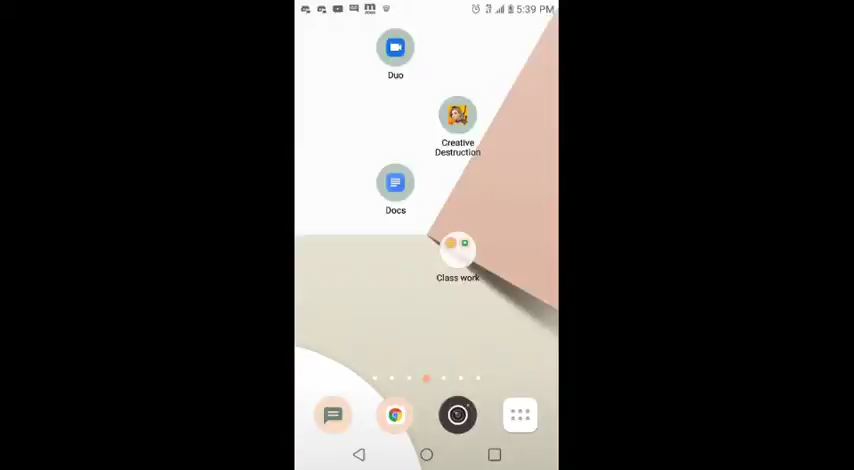 5:39 PM
Duo
Creative
Destruction
Docs
Class work